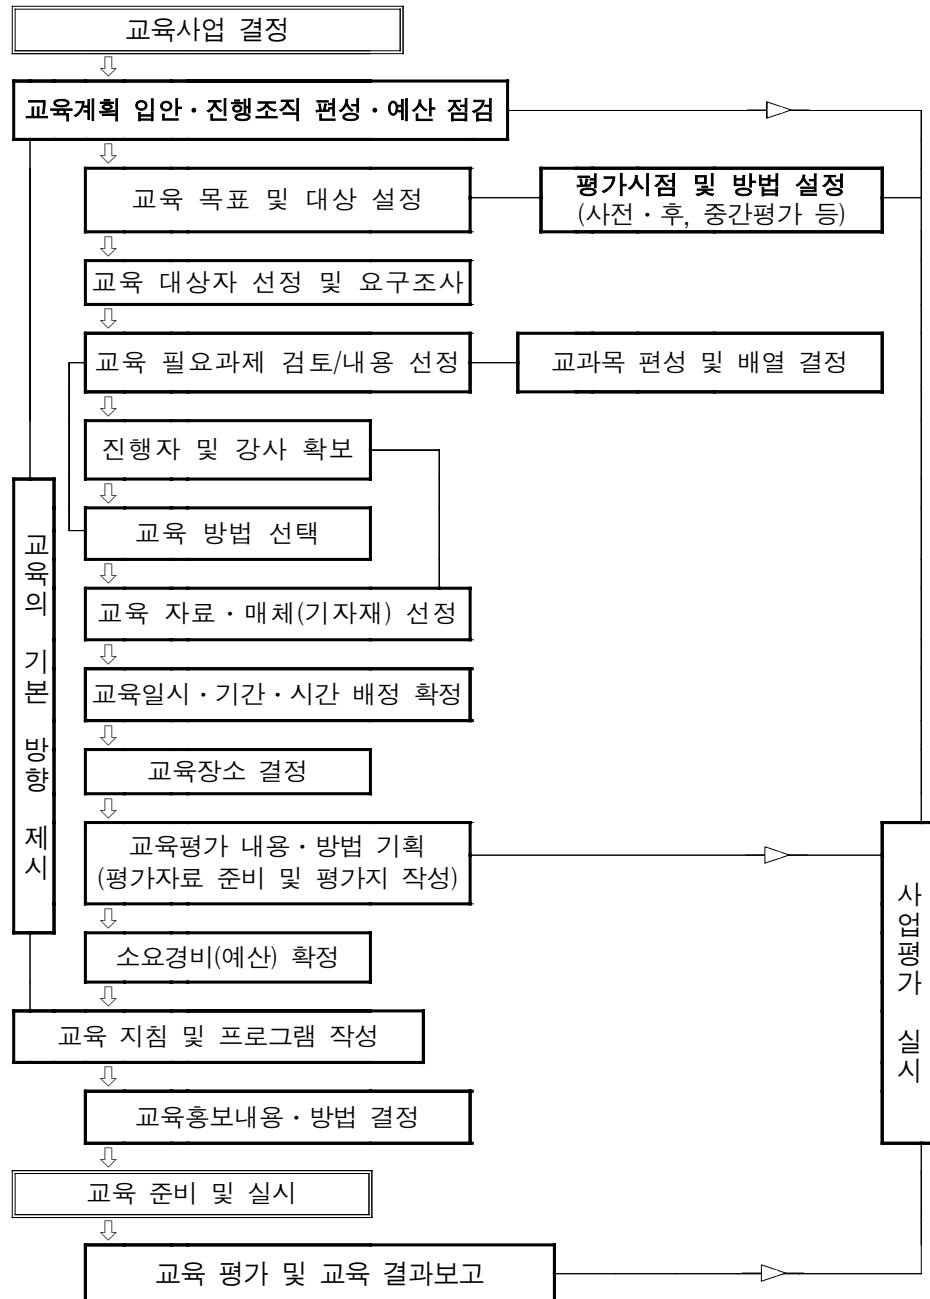 교육사업 결정
교육계획 입안·진행조직 편성·예산 점검
교육 목표 및 대상 설정
평가시점 및 방법 설정
(사전·후, 중간평가 등)
교육 대상자 선정 및 요구조사
교육 필요과제 검토/내용 선정
교과목 편성 및 배열 결정
진행자 및 강사 확보
교육 방법 선택
교육 자료·매체(기자재) 선정
교육일시·기간·시간 배정 확정
교육장소 결정
교육평가 내용·방법 기획
(평가자료 준비 및 평가지 작성)
소요경비(예산) 확정
교육의 기본 방향 제시
교육 지침 및 프로그램 작성
교육홍보내용·방법 결정
교육 준비 및 실시
교육 평가 및 교육 결과보고
사업평가 실시